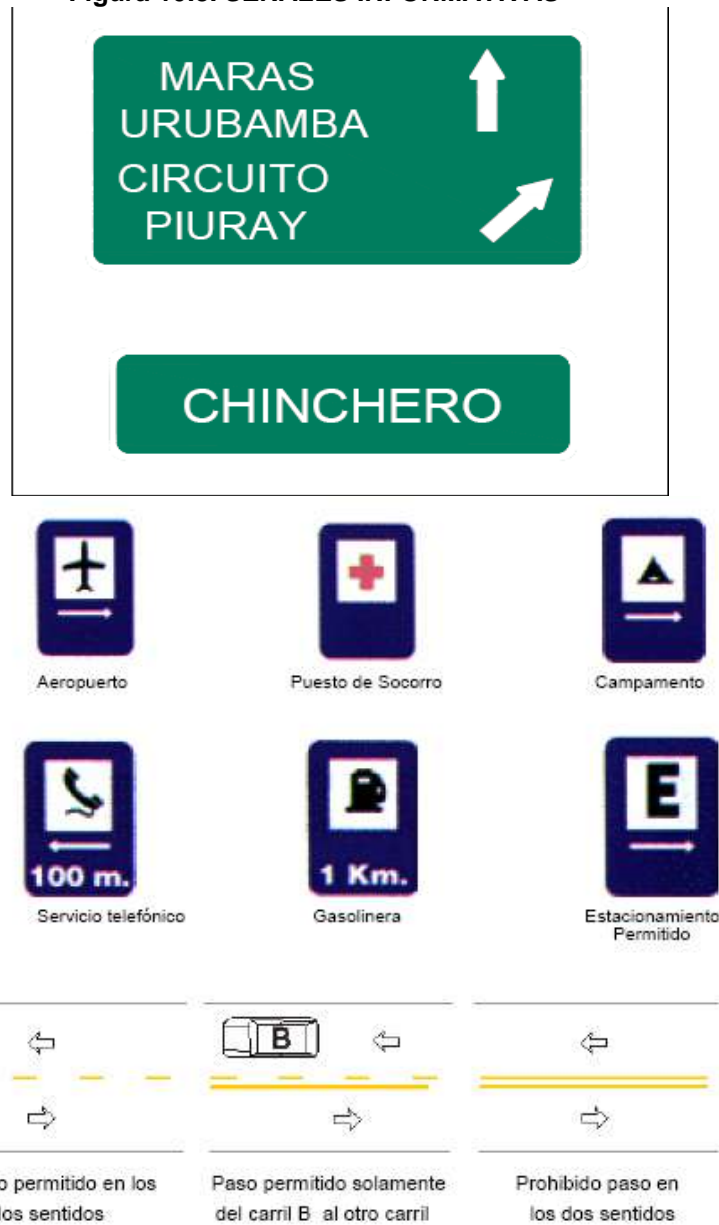 MARAS
URUBAMBA
CIRCUITO
PIURAY
CHINCHERO
Aeropuerto
Puesto de Socorro
Campamento
100 m.
1 Km.
E
Servicio telefónico
Gasolinera
Estacionamiento
Permitido
B
permitido en los
sentidos
Paso permitido solamente
del carril B al otro carril
Prohibido paso en
los dos sentidos